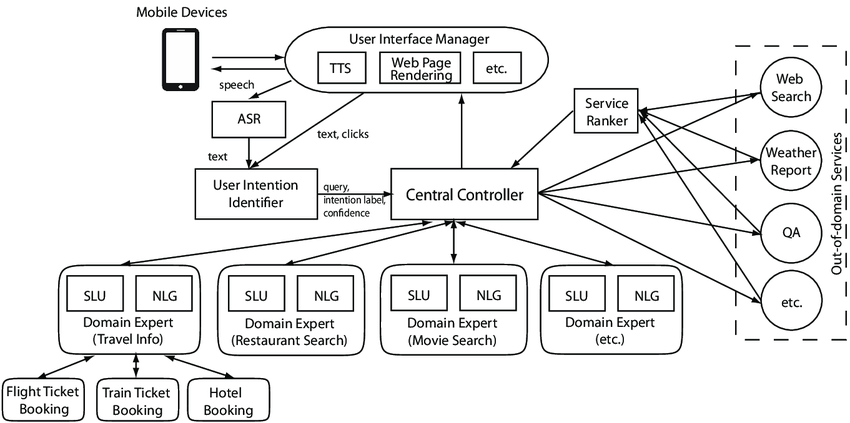 Mobile Devices
User Interface Manager
TTS
Web Page
Rendering
etc.
speech
ASR
text, clicks
text
User Intention
Identifier
query,
intention label,
confidence
Central Controller
Service
Ranker
Web
Search
Weather
Report
QA
etc.
Out-of-domain Services
SLU
NLG
Domain Expert
(Travel Info)
SLU
NLG
Domain Expert
(Restaurant Search)
SLU
NLG
Domain Expert
(Movie Search)
SLU
NLG
Domain Expert
(etc.)
Flight Ticket
Booking
Train Ticket
Booking
Hotel
Booking